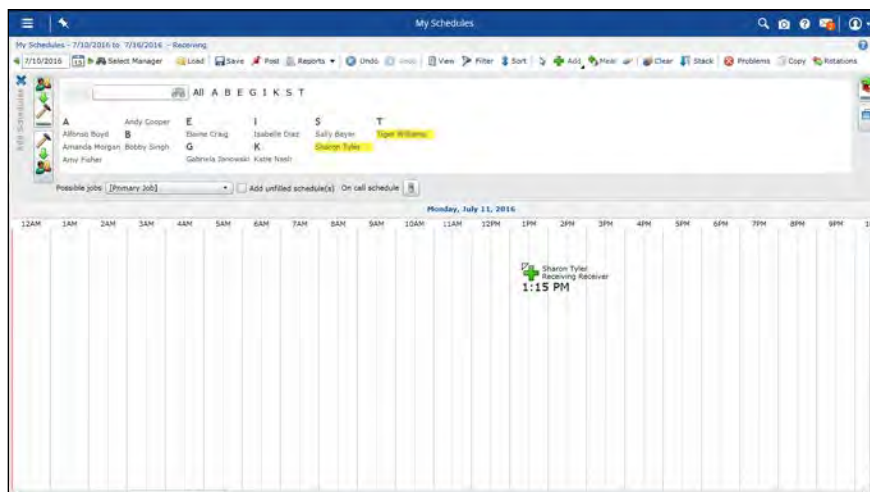 My Schedules
My Schedules - 7/10/2016 to 7/16/2016 - Receiving
7/10/2016 Select Manager Load Save Post Reports Undo View Filter Sort Add Meal Clear Stack Problems Copy Rotations
Add Schedules
All A B E G I K S T
A Andy Cooper E I S T
Alfonso Boyd B Elaine Craig Isabelle Diaz Sally Beyer Tiger Williams
Amanda Morgan Bobby Singh G K Sharon Tyler
Amy Fisher Gabriela Janowski Katie Nasir
Possible jobs [Primary Job] Add unfilled schedule(s) On call schedule
Monday, July 11, 2016
12AM 1AM 2AM 3AM 4AM 5AM 6AM 7AM 8AM 9AM 10AM 11AM 12PM 1PM 2PM 3PM 4PM 5PM 6PM 7PM 8PM 9PM
Sharon Tyler
Receiving Receiver
1:15 PM